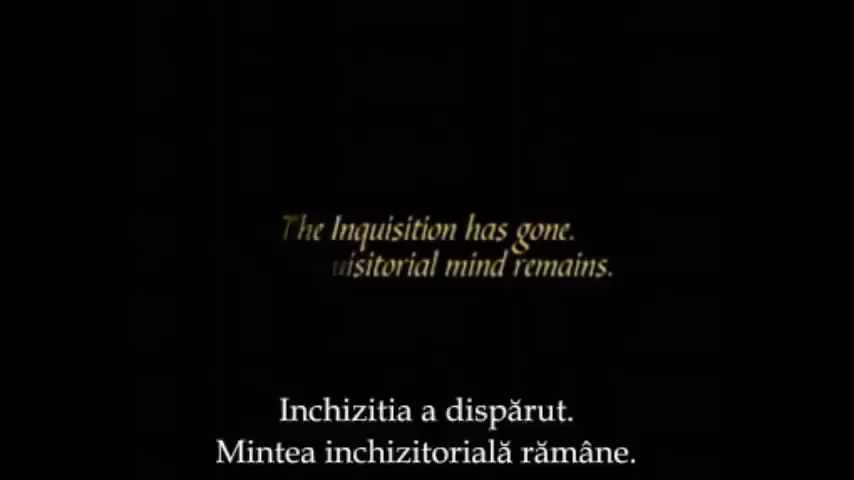 The Inquisition has gone.
uisitorial mind remains.
Inchizitia a dispărut.
Mintea inchizitorială rămâne.